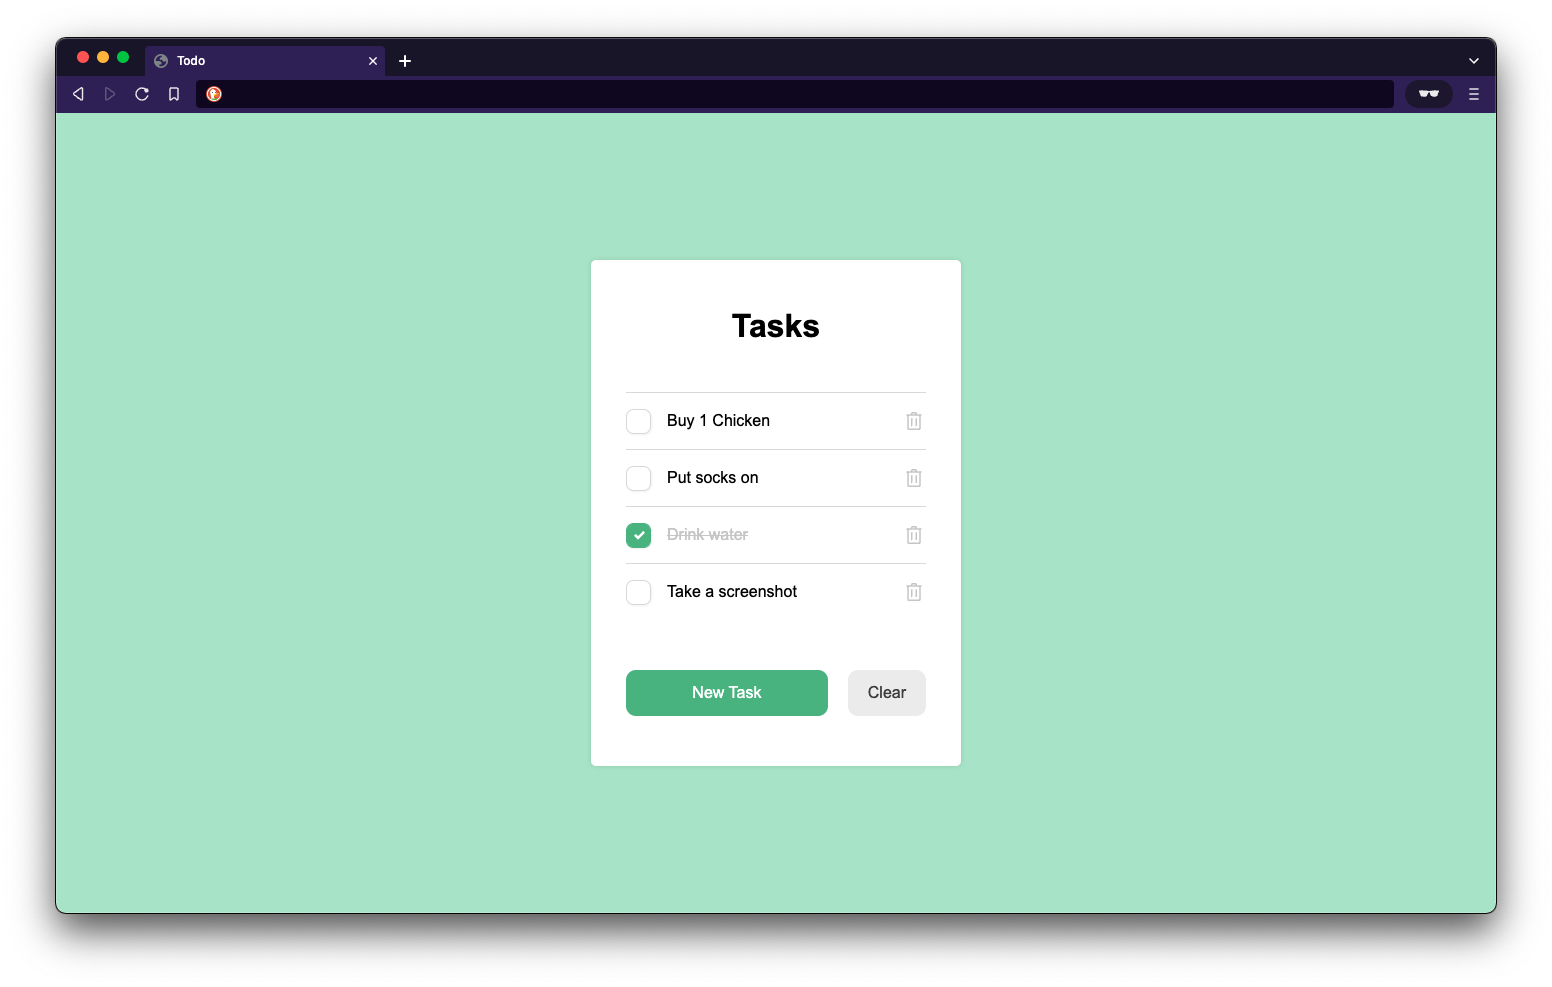 Todo
Tasks
Buy 1 Chicken
Put socks on
Drink water
Take a screenshot
New Task
Clear